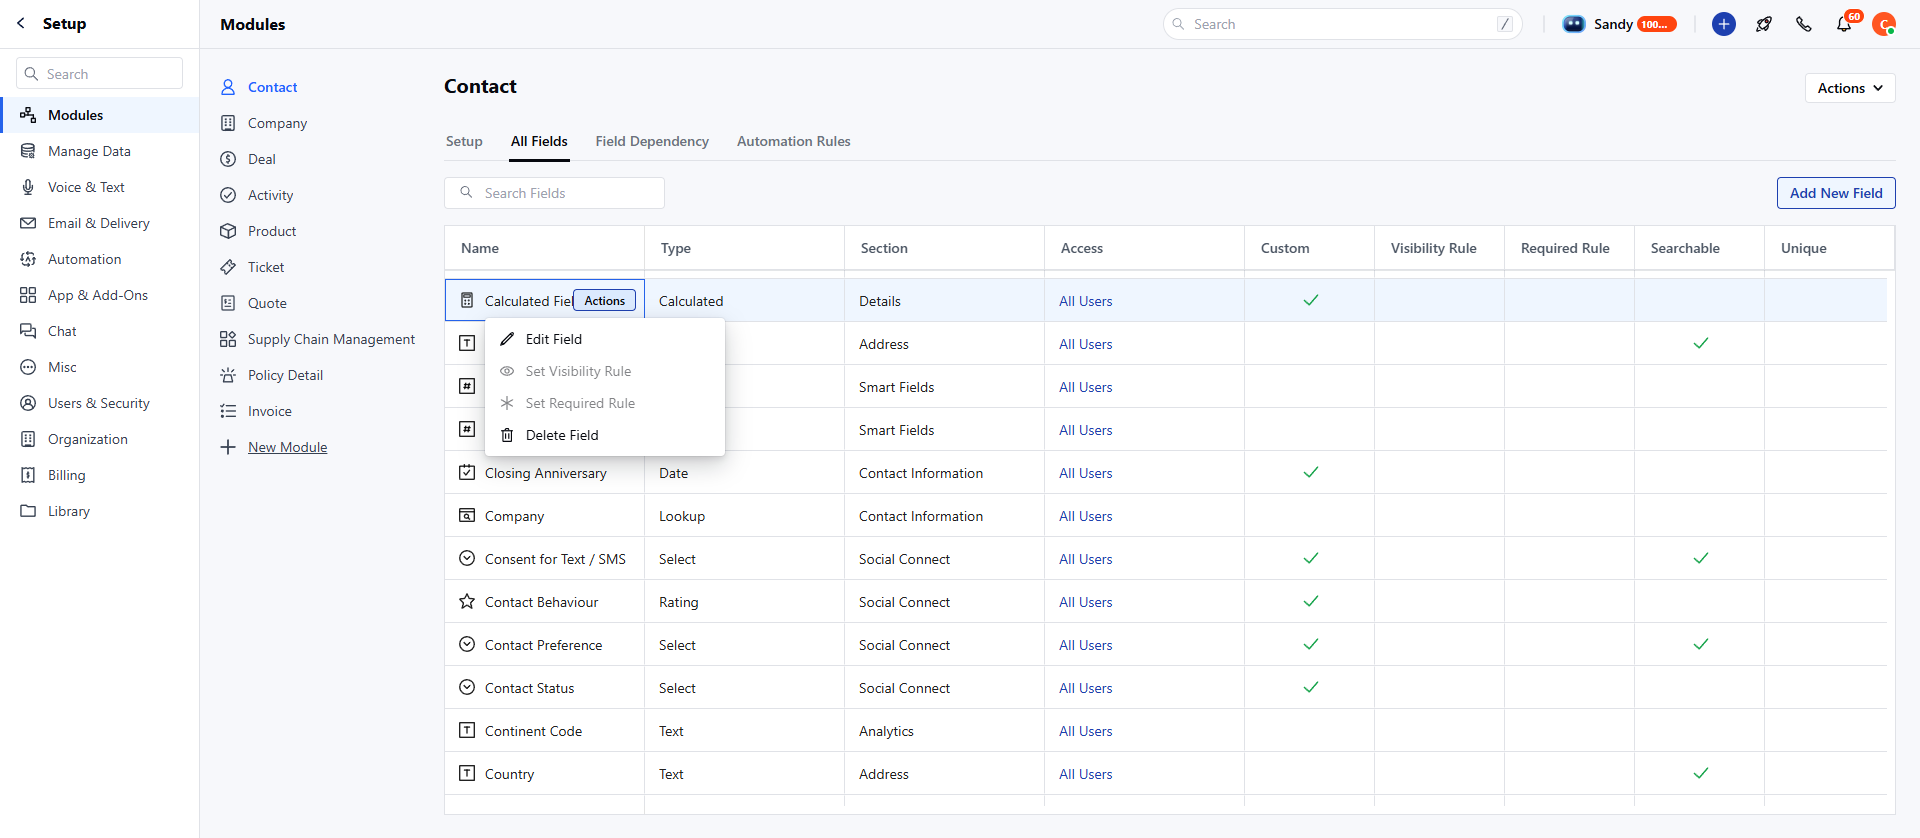 Setup
Modules
Search
/
Sandy
100...
60
C
Search
Modules
Manage Data
Voice & Text
Email & Delivery
Automation
App & Add-Ons
Chat
Misc
Users & Security
Organization
Billing
Library
Contact
Company
Deal
Activity
Product
Ticket
Quote
Supply Chain Management
Policy Detail
Invoice
New Module
Contact
Actions
Setup All Fields Field Dependency Automation Rules
Search Fields
Add New Field
Name Type Section Access Custom Visibility Rule Required Rule Searchable Unique
Calculated Fiel Actions Calculated Details All Users
Address All Users
Smart Fields All Users
Smart Fields All Users
Edit Field
Set Visibility Rule
Set Required Rule
Delete Field
Closing Anniversary Date Contact Information All Users
Company Lookup Contact Information All Users
Consent for Text / SMS Select Social Connect All Users
Contact Behaviour Rating Social Connect All Users
Contact Preference Select Social Connect All Users
Contact Status Select Social Connect All Users
Continent Code Text Analytics All Users
Country Text Address All Users